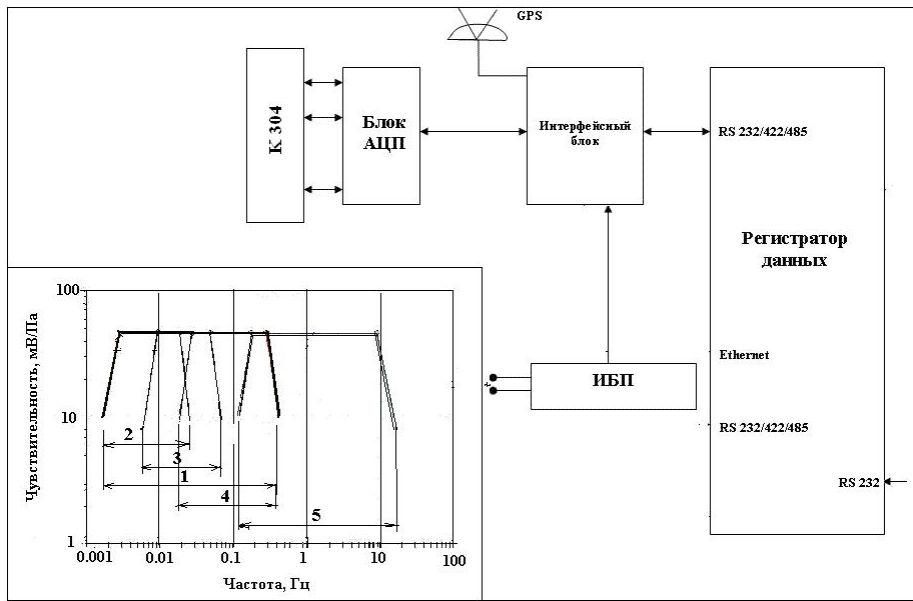 GPS
К 304
Блок
АЦП
Интерфейсный
блок
RS 232/422/485
Регистратор
данных
Ethernet
ИБП
RS 232/422/485
RS 232
Чувствительность, мВ/Па
100
10
1
2
3
1
4
5
0.001
0.01
0.1
1
10
100
Частота, Гц